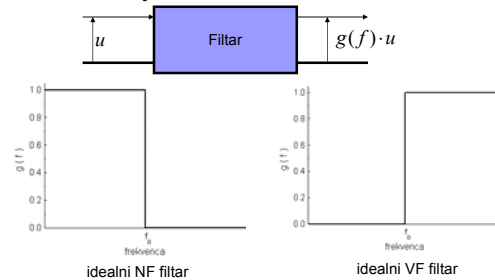 u
Filtar
g(f)·u
1.0
0.8
0.6
0.4
0.2
0.0
g ( f )
f₀
frekvenca
idealni NF filtar
1.0
0.8
0.6
0.4
0.2
0.0
g ( f )
f₀
frekvenca
idealni VF filtar